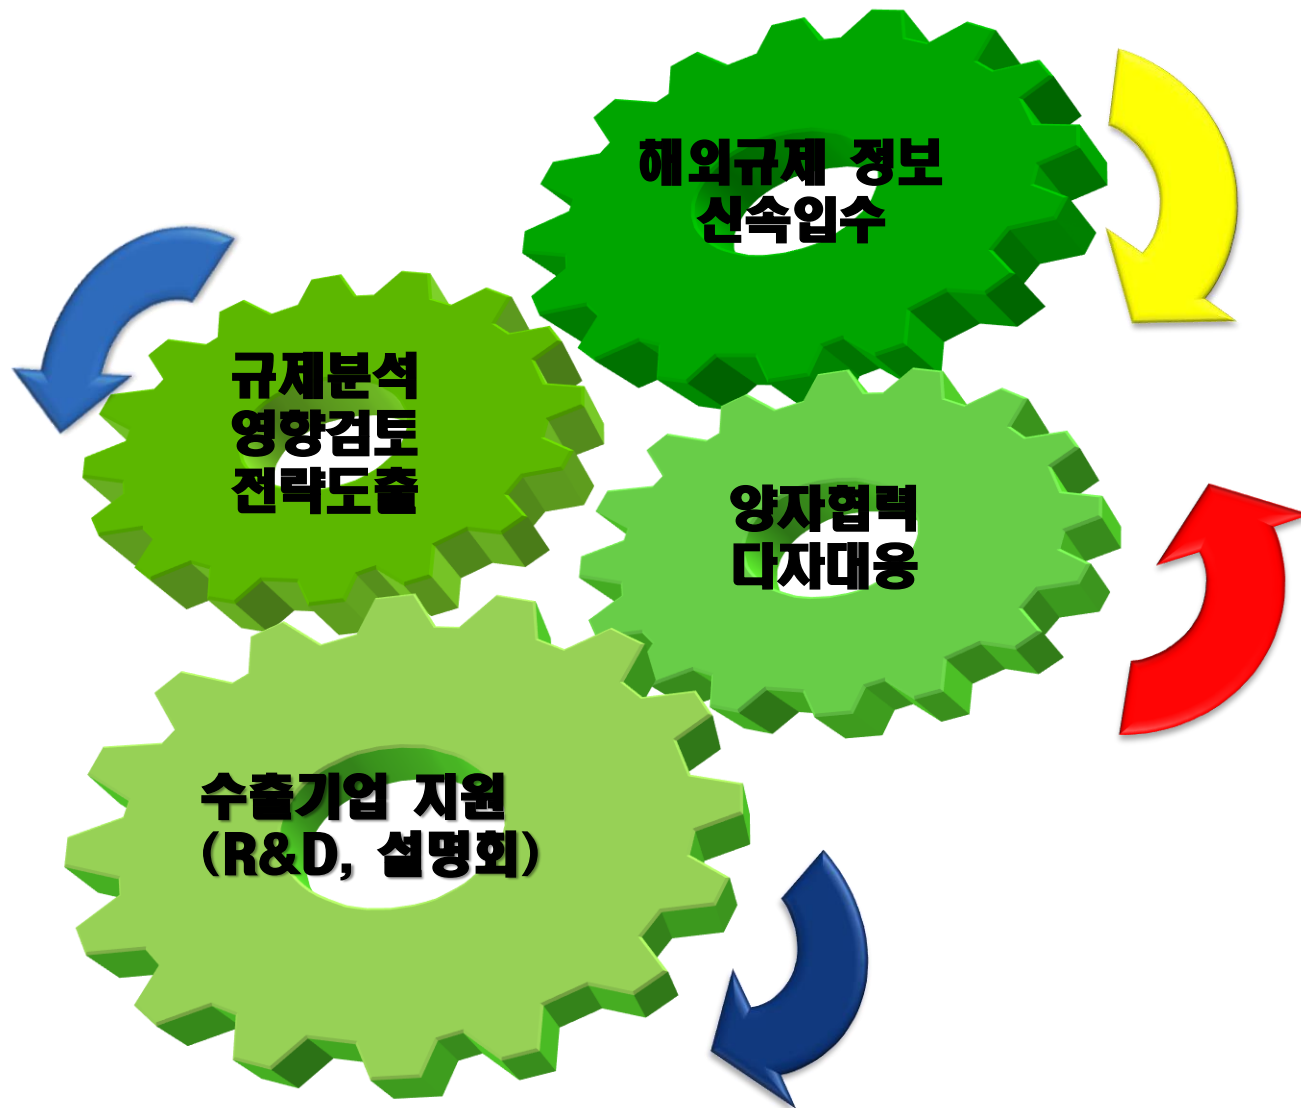 해외규제 정보
신속입수
규제분석
영향검토
전략도출
양자협력
다자대응
수출기업 지원
(R&D, 설명회)